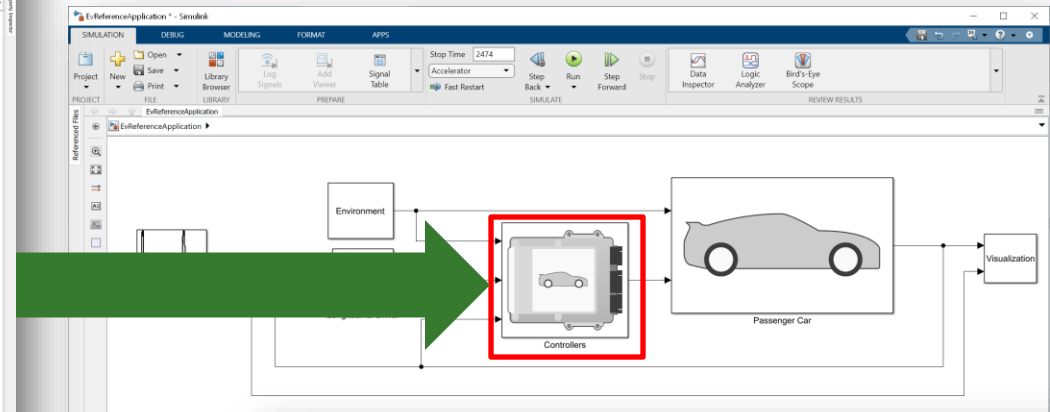 EvReferenceApplication * - Simulink
SIMULATION DEBUG MODELING FORMAT APPS
Project
New
Open
Save
Print
Library
Browser
Log
Signals
Add
Viewer
Signal
Table
Stop Time 2474
Accelerator
Fast Restart
Step
Back
Run
Step
Forward
Stop
Data
Inspector
Logic
Analyzer
Bird's-Eye
Scope
PROJECT FILE LIBRARY PREPARE SIMULATE REVIEW RESULTS
EvReferenceApplication
EvReferenceApplication
Referenced Files
Environment
Visualization
Passenger Car
Controllers